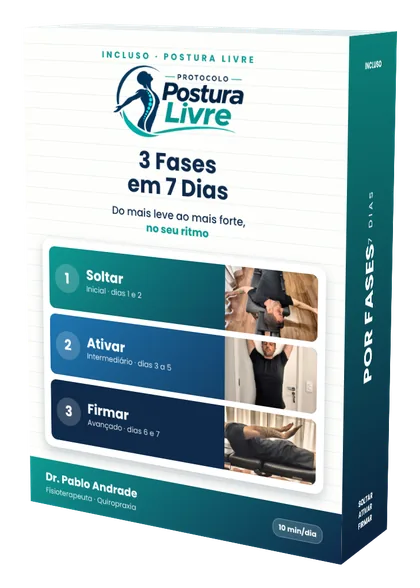 INCLUSO · POSTURA LIVRE
PROTOCOLO
Postura
Livre
3 Fases
em 7 Dias
Do mais leve ao mais forte,
no seu ritmo
1
Soltar
Inicial · dias 1 e 2
2
Ativar
Intermediário · dias 3 a 5
3
Firmar
Avançado · dias 6 e 7
Dr. Pablo Andrade
Fisioterapeuta · Quiropraxia
10 min/dia
INCLUSO
POR FASES
7 DIAS
SOLTAR
ATIVAR
FIRMAR